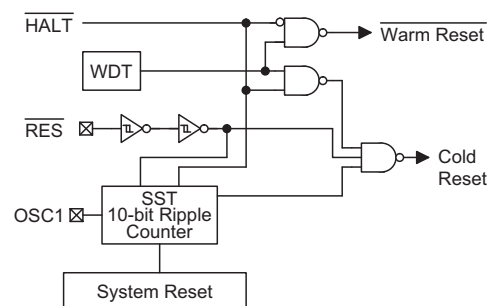 HALT
Warm Reset
WDT
RES
Cold
Reset
SST
10-bit Ripple
Counter
OSC1
System Reset